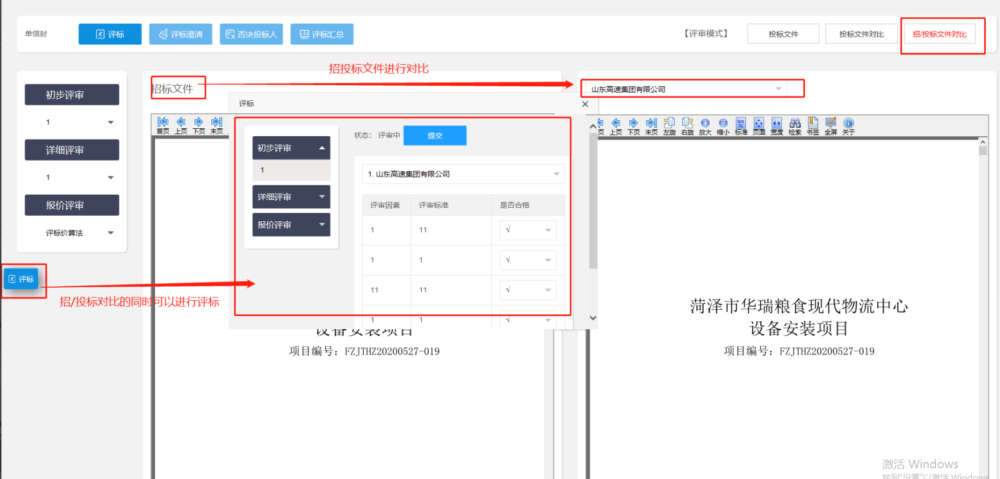 单信封
评标
评标澄清
否决投标人
评标汇总
【评审模式】
投标文件
投标文件对比
招/投标文件对比
招投标文件进行对比
初步评审
1
详细评审
1
报价评审
评标价算法
评标
招/投标对比的同时可以进行评标
招标文件
首页 上页 下页 末页
评标
初步评审
1
详细评审
报价评审
状态： 评审中 提交
1. 山东高速集团有限公司
评审因素 评审标准 是否合格
1 11 √
1 1 √
11 11 √
1 1 √
设备安装项目
项目编号：FZJTHZ20200527-019
山东高速集团有限公司
页 上页 下页 末页 左旋 右旋 放大 缩小 标准 页面 宽度 检索 书签 全屏 关于
100
%
菏泽市华瑞粮食现代物流中心
设备安装项目
项目编号：FZJTHZ20200527-019
激活 Windows
转到"设置"以激活 Windows